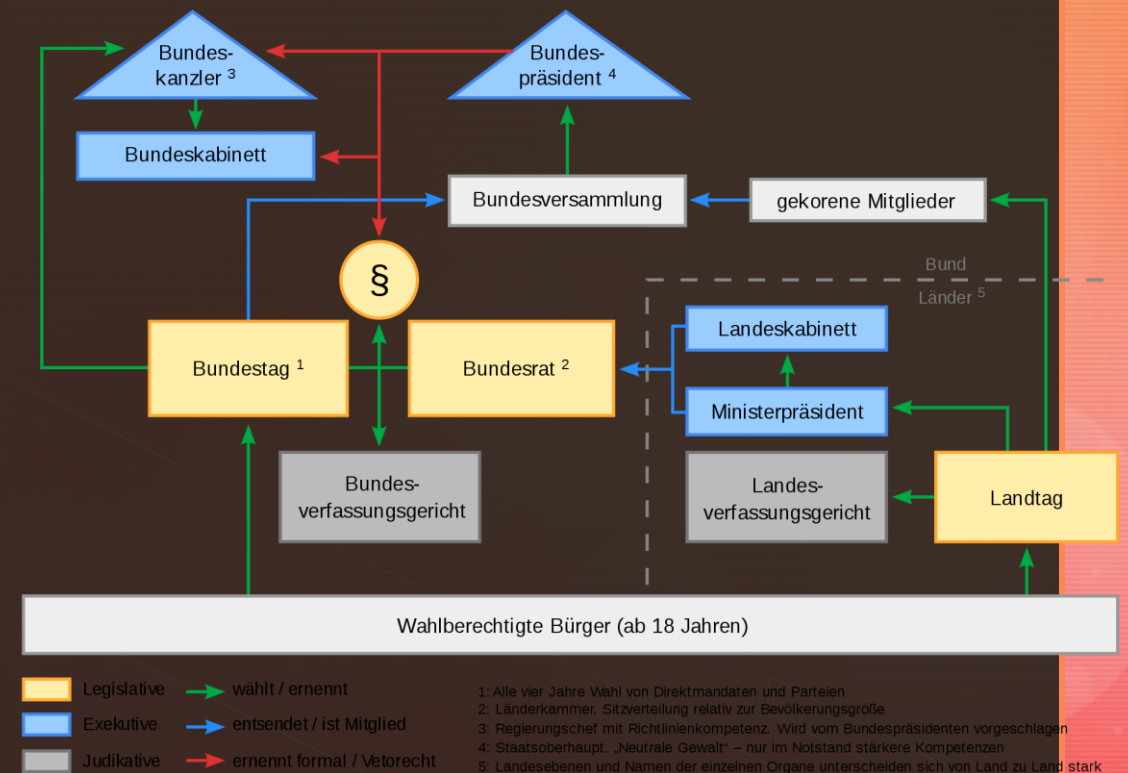 Bundes-
kanzler 3
Bundes-
präsident 4
Bundeskabinett
Bundesversammlung
gekorene Mitglieder
Bund
Länder 5
§
Landeskabinett
Bundestag 1
Bundesrat 2
Ministerpräsident
Bundes-
verfassungsgericht
Landes-
verfassungsgericht
Landtag
Wahlberechtigte Bürger (ab 18 Jahren)
Legislative
wählt / ernennt
Exekutive
entsendet / ist Mitglied
Judikative
ernennt formal / Vetorecht
1: Alle vier Jahre Wahl von Direktmandaten und Parteien
2: Länderkammer. Sitzverteilung relativ zur Bevölkerungsgröße
3: Regierungschef mit Richtlinienkompetenz. Wird vom Bundespräsidenten vorgeschlagen
4: Staatsoberhaupt. „Neutrale Gewalt“ – nur im Notstand stärkere Kompetenzen
5: Landesebenen und Namen der einzelnen Organe unterscheiden sich von Land zu Land stark